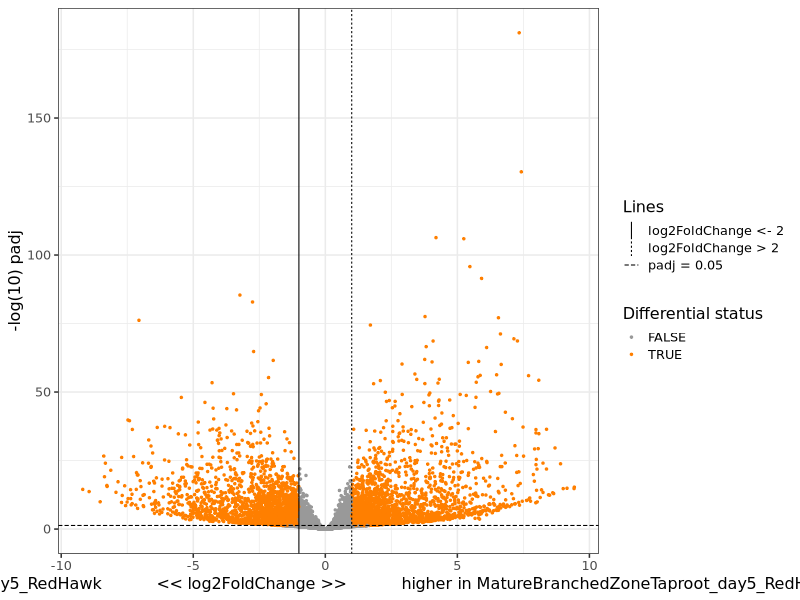 150
100
50
0
-log(10) padj
-10
-5
0
5
10
y5_RedHawk << log2FoldChange >> higher in MatureBranchedZoneTaproot_day5_RedH
Lines
log2FoldChange <- 2
log2FoldChange > 2
padj = 0.05
Differential status
FALSE
TRUE